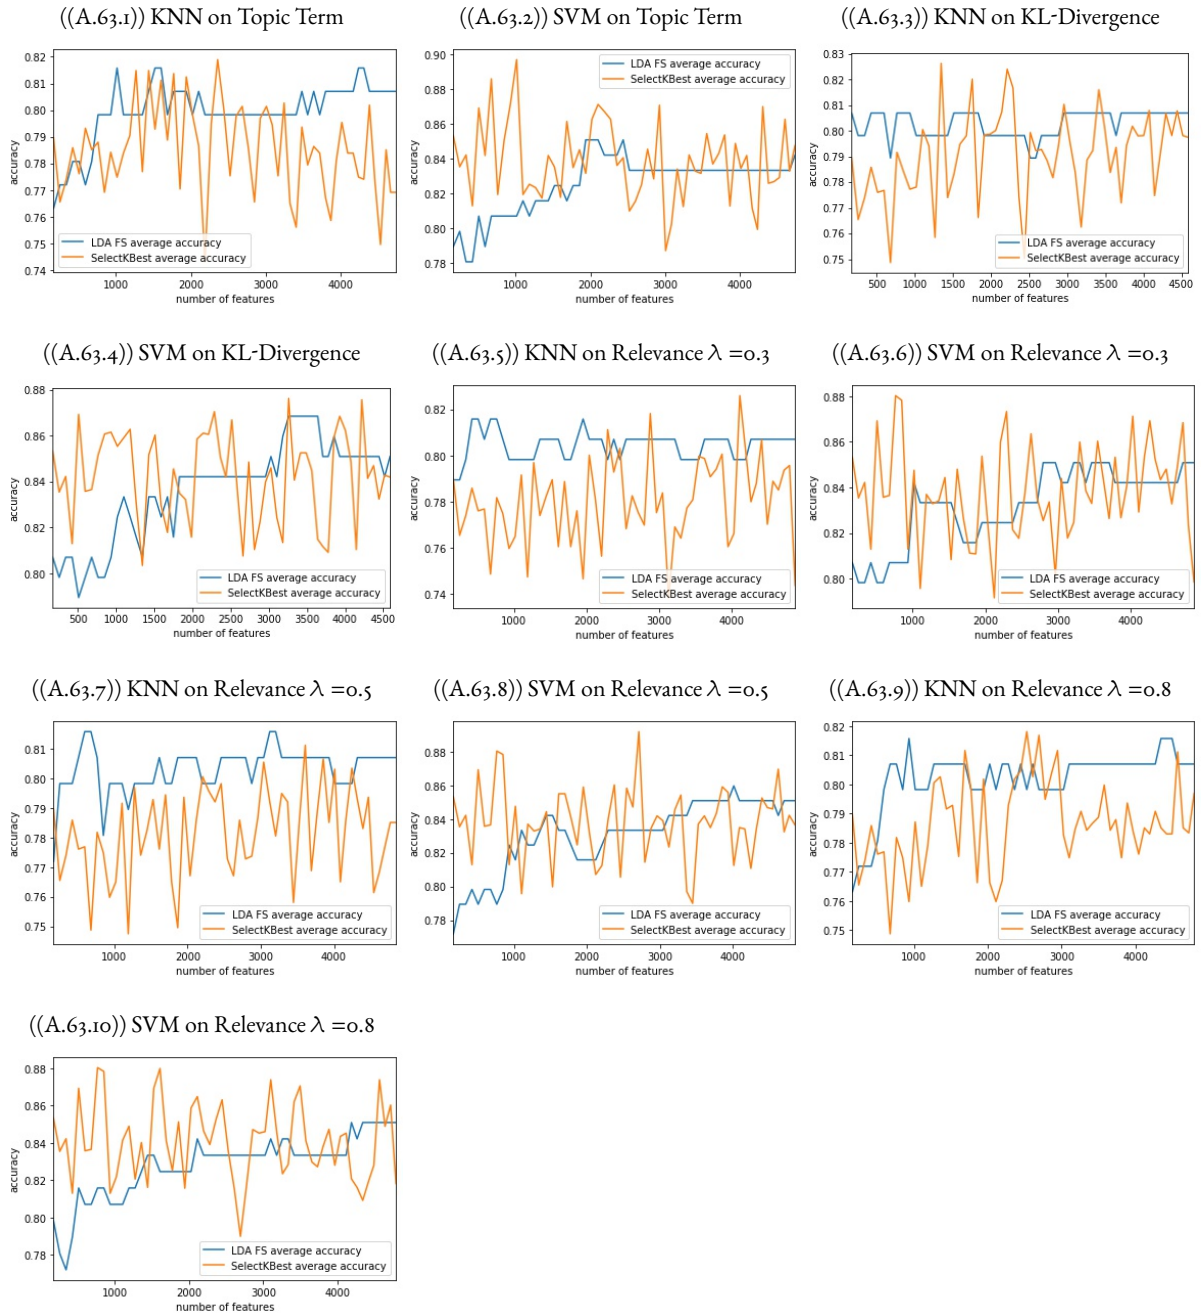 ((A.63.1)) KNN on Topic Term
((A.63.2)) SVM on Topic Term
((A.63.3)) KNN on KL-Divergence
0.82
0.81
0.80
0.79
0.78
0.77
0.76
0.75
0.74
accuracy
LDA FS average accuracy
SelectKBest average accuracy
1000 2000 3000 4000
number of features
0.90
0.88
0.86
0.84
0.82
0.80
0.78
accuracy
LDA FS average accuracy
SelectKBest average accuracy
1000 2000 3000 4000
number of features
0.83
0.82
0.81
0.80
0.79
0.78
0.77
0.76
0.75
accuracy
LDA FS average accuracy
SelectKBest average accuracy
500 1000 1500 2000 2500 3000 3500 4000 4500
number of features
((A.63.4)) SVM on KL-Divergence
((A.63.5)) KNN on Relevance λ =0.3
((A.63.6)) SVM on Relevance λ =0.3
0.88
0.86
0.84
0.82
0.80
accuracy
LDA FS average accuracy
SelectKBest average accuracy
500 1000 1500 2000 2500 3000 3500 4000 4500
number of features
0.82
0.80
0.78
0.76
0.74
accuracy
LDA FS average accuracy
SelectKBest average accuracy
1000 2000 3000 4000
number of features
0.88
0.86
0.84
0.82
0.80
accuracy
LDA FS average accuracy
SelectKBest average accuracy
1000 2000 3000 4000
number of features
((A.63.7)) KNN on Relevance λ =0.5
((A.63.8)) SVM on Relevance λ =0.5
((A.63.9)) KNN on Relevance λ =0.8
0.81
0.80
0.79
0.78
0.77
0.76
0.75
accuracy
LDA FS average accuracy
SelectKBest average accuracy
1000 2000 3000 4000
number of features
0.88
0.86
0.84
0.82
0.80
0.78
accuracy
LDA FS average accuracy
SelectKBest average accuracy
1000 2000 3000 4000
number of features
0.82
0.81
0.80
0.79
0.78
0.77
0.76
0.75
accuracy
LDA FS average accuracy
SelectKBest average accuracy
1000 2000 3000 4000
number of features
((A.63.10)) SVM on Relevance λ =0.8
0.88
0.86
0.84
0.82
0.80
0.78
accuracy
LDA FS average accuracy
SelectKBest average accuracy
1000 2000 3000 4000
number of features